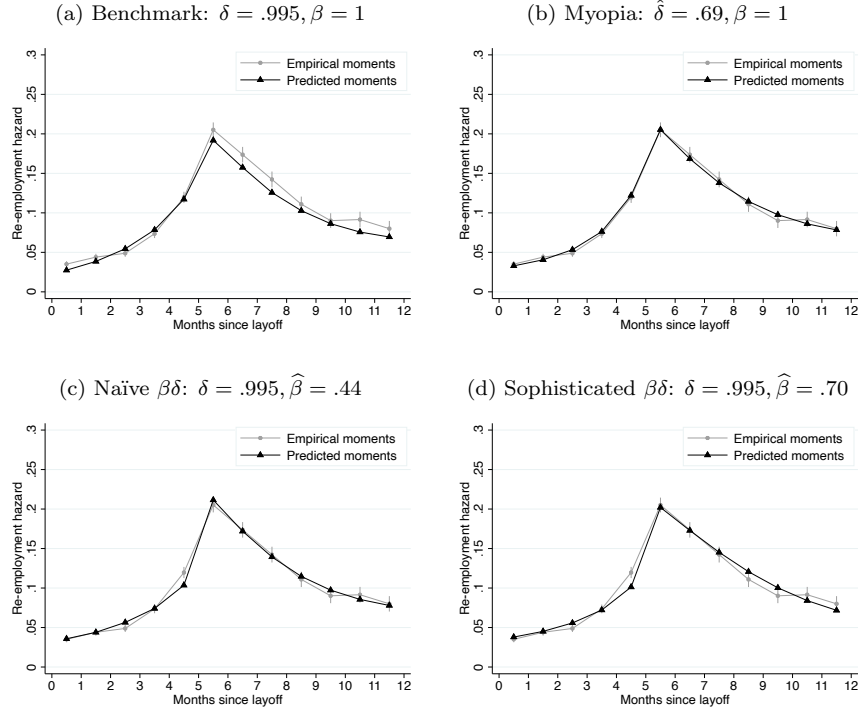 (a) Benchmark: δ = .995, β = 1
.3
.25
.2
.15
.1
.05
0
Re-employment hazard
Empirical moments
Predicted moments
0 1 2 3 4 5 6 7 8 9 10 11 12
Months since layoff
(b) Myopia: δ̂ = .69, β = 1
.3
.25
.2
.15
.1
.05
0
Re-employment hazard
Empirical moments
Predicted moments
0 1 2 3 4 5 6 7 8 9 10 11 12
Months since layoff
(c) Naïve βδ: δ = .995, β̂ = .44
.3
.25
.2
.15
.1
.05
0
Re-employment hazard
Empirical moments
Predicted moments
0 1 2 3 4 5 6 7 8 9 10 11 12
Months since layoff
(d) Sophisticated βδ: δ = .995, β̂ = .70
.3
.25
.2
.15
.1
.05
0
Re-employment hazard
Empirical moments
Predicted moments
0 1 2 3 4 5 6 7 8 9 10 11 12
Months since layoff